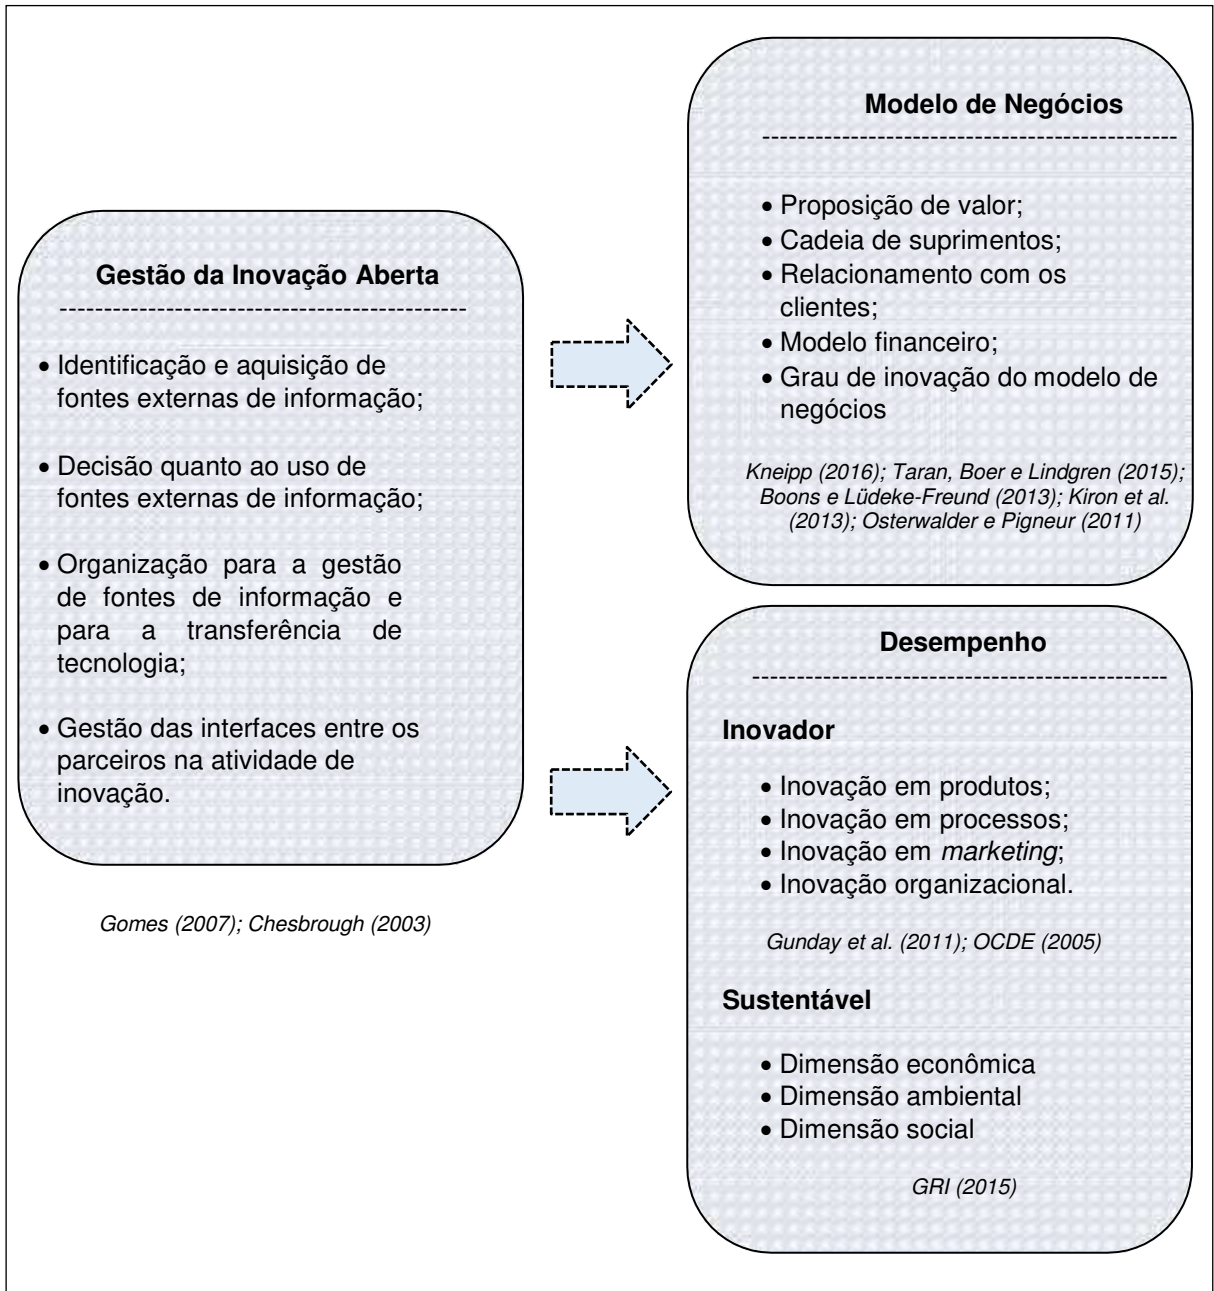 Gestão da Inovação Aberta
• Identificação e aquisição de
fontes externas de informação;
• Decisão quanto ao uso de
fontes externas de informação;
• Organização para a gestão
de fontes de informação e
para a transferência de
tecnologia;
• Gestão das interfaces entre os
parceiros na atividade de
inovação.
Gomes (2007); Chesbrough (2003)
Modelo de Negócios
• Proposição de valor;
• Cadeia de suprimentos;
• Relacionamento com os
clientes;
• Modelo financeiro;
• Grau de inovação do modelo de
negócios
Kneipp (2016); Taran, Boer e Lindgren (2015);
Boons e Lüdeke-Freund (2013); Kiron et al.
(2013); Osterwalder e Pigneur (2011)
Desempenho
Inovador
• Inovação em produtos;
• Inovação em processos;
• Inovação em marketing;
• Inovação organizacional.
Gunday et al. (2011); OCDE (2005)
Sustentável
• Dimensão econômica
• Dimensão ambiental
• Dimensão social
GRI (2015)